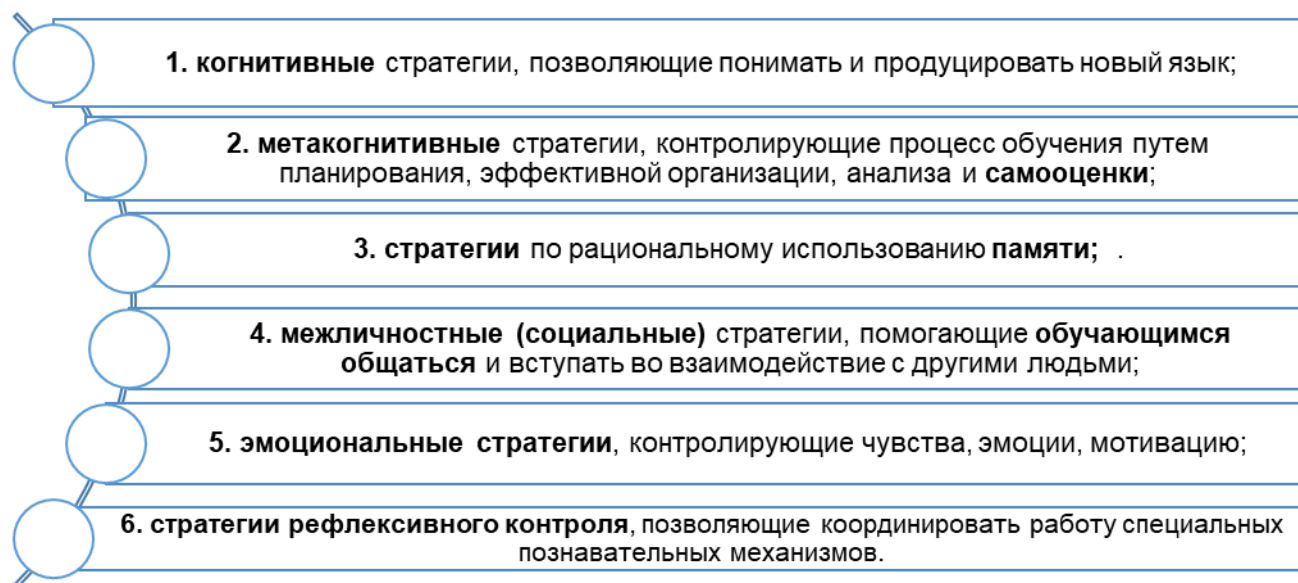 1. когнитивные стратегии, позволяющие понимать и продуцировать новый язык;
2. метакогнитивные стратегии, контролирующие процесс обучения путем
планирования, эффективной организации, анализа и самооценки;
3. стратегии по рациональному использованию памяти; .
4. межличностные (социальные) стратегии, помогающие обучающимся
общаться и вступать во взаимодействие с другими людьми;
5. эмоциональные стратегии, контролирующие чувства, эмоции, мотивацию;
6. стратегии рефлексивного контроля, позволяющие координировать работу специальных
познавательных механизмов.